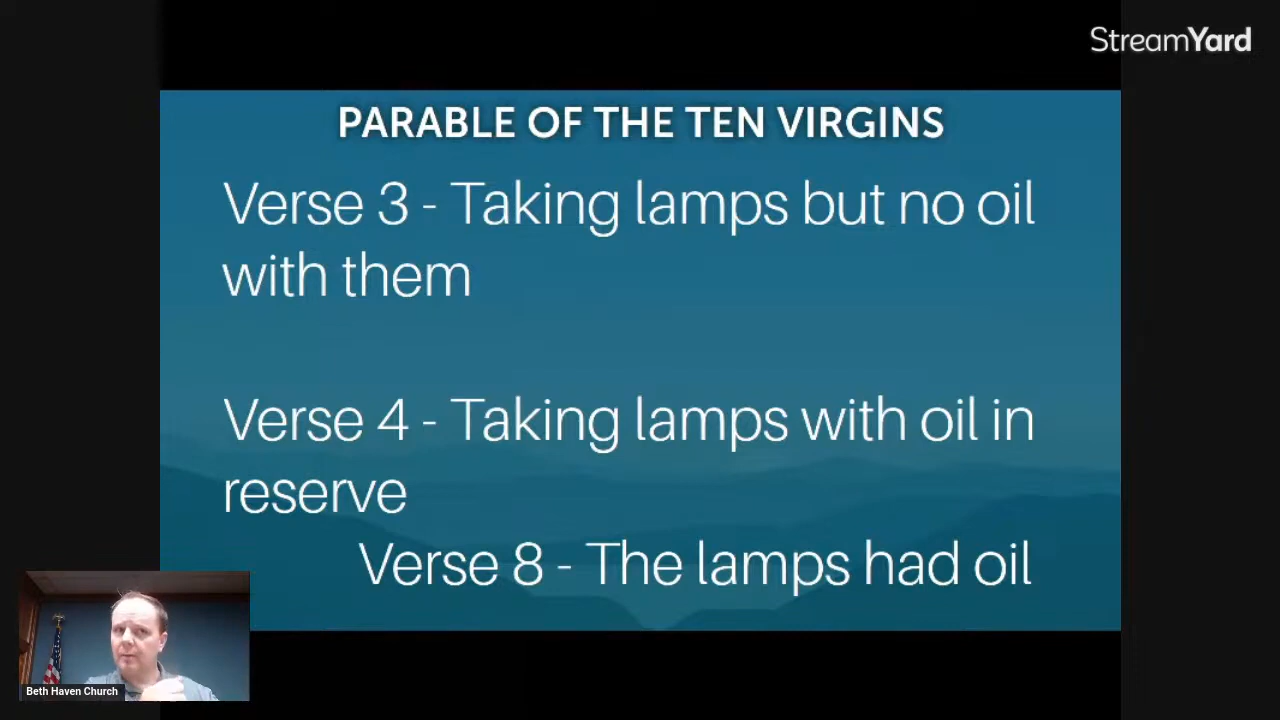 StreamYard
PARABLE OF THE TEN VIRGINS
Verse 3 - Taking lamps but no oil
with them
Verse 4 - Taking lamps with oil in
reserve
Verse 8 - The lamps had oil
Beth Haven Church